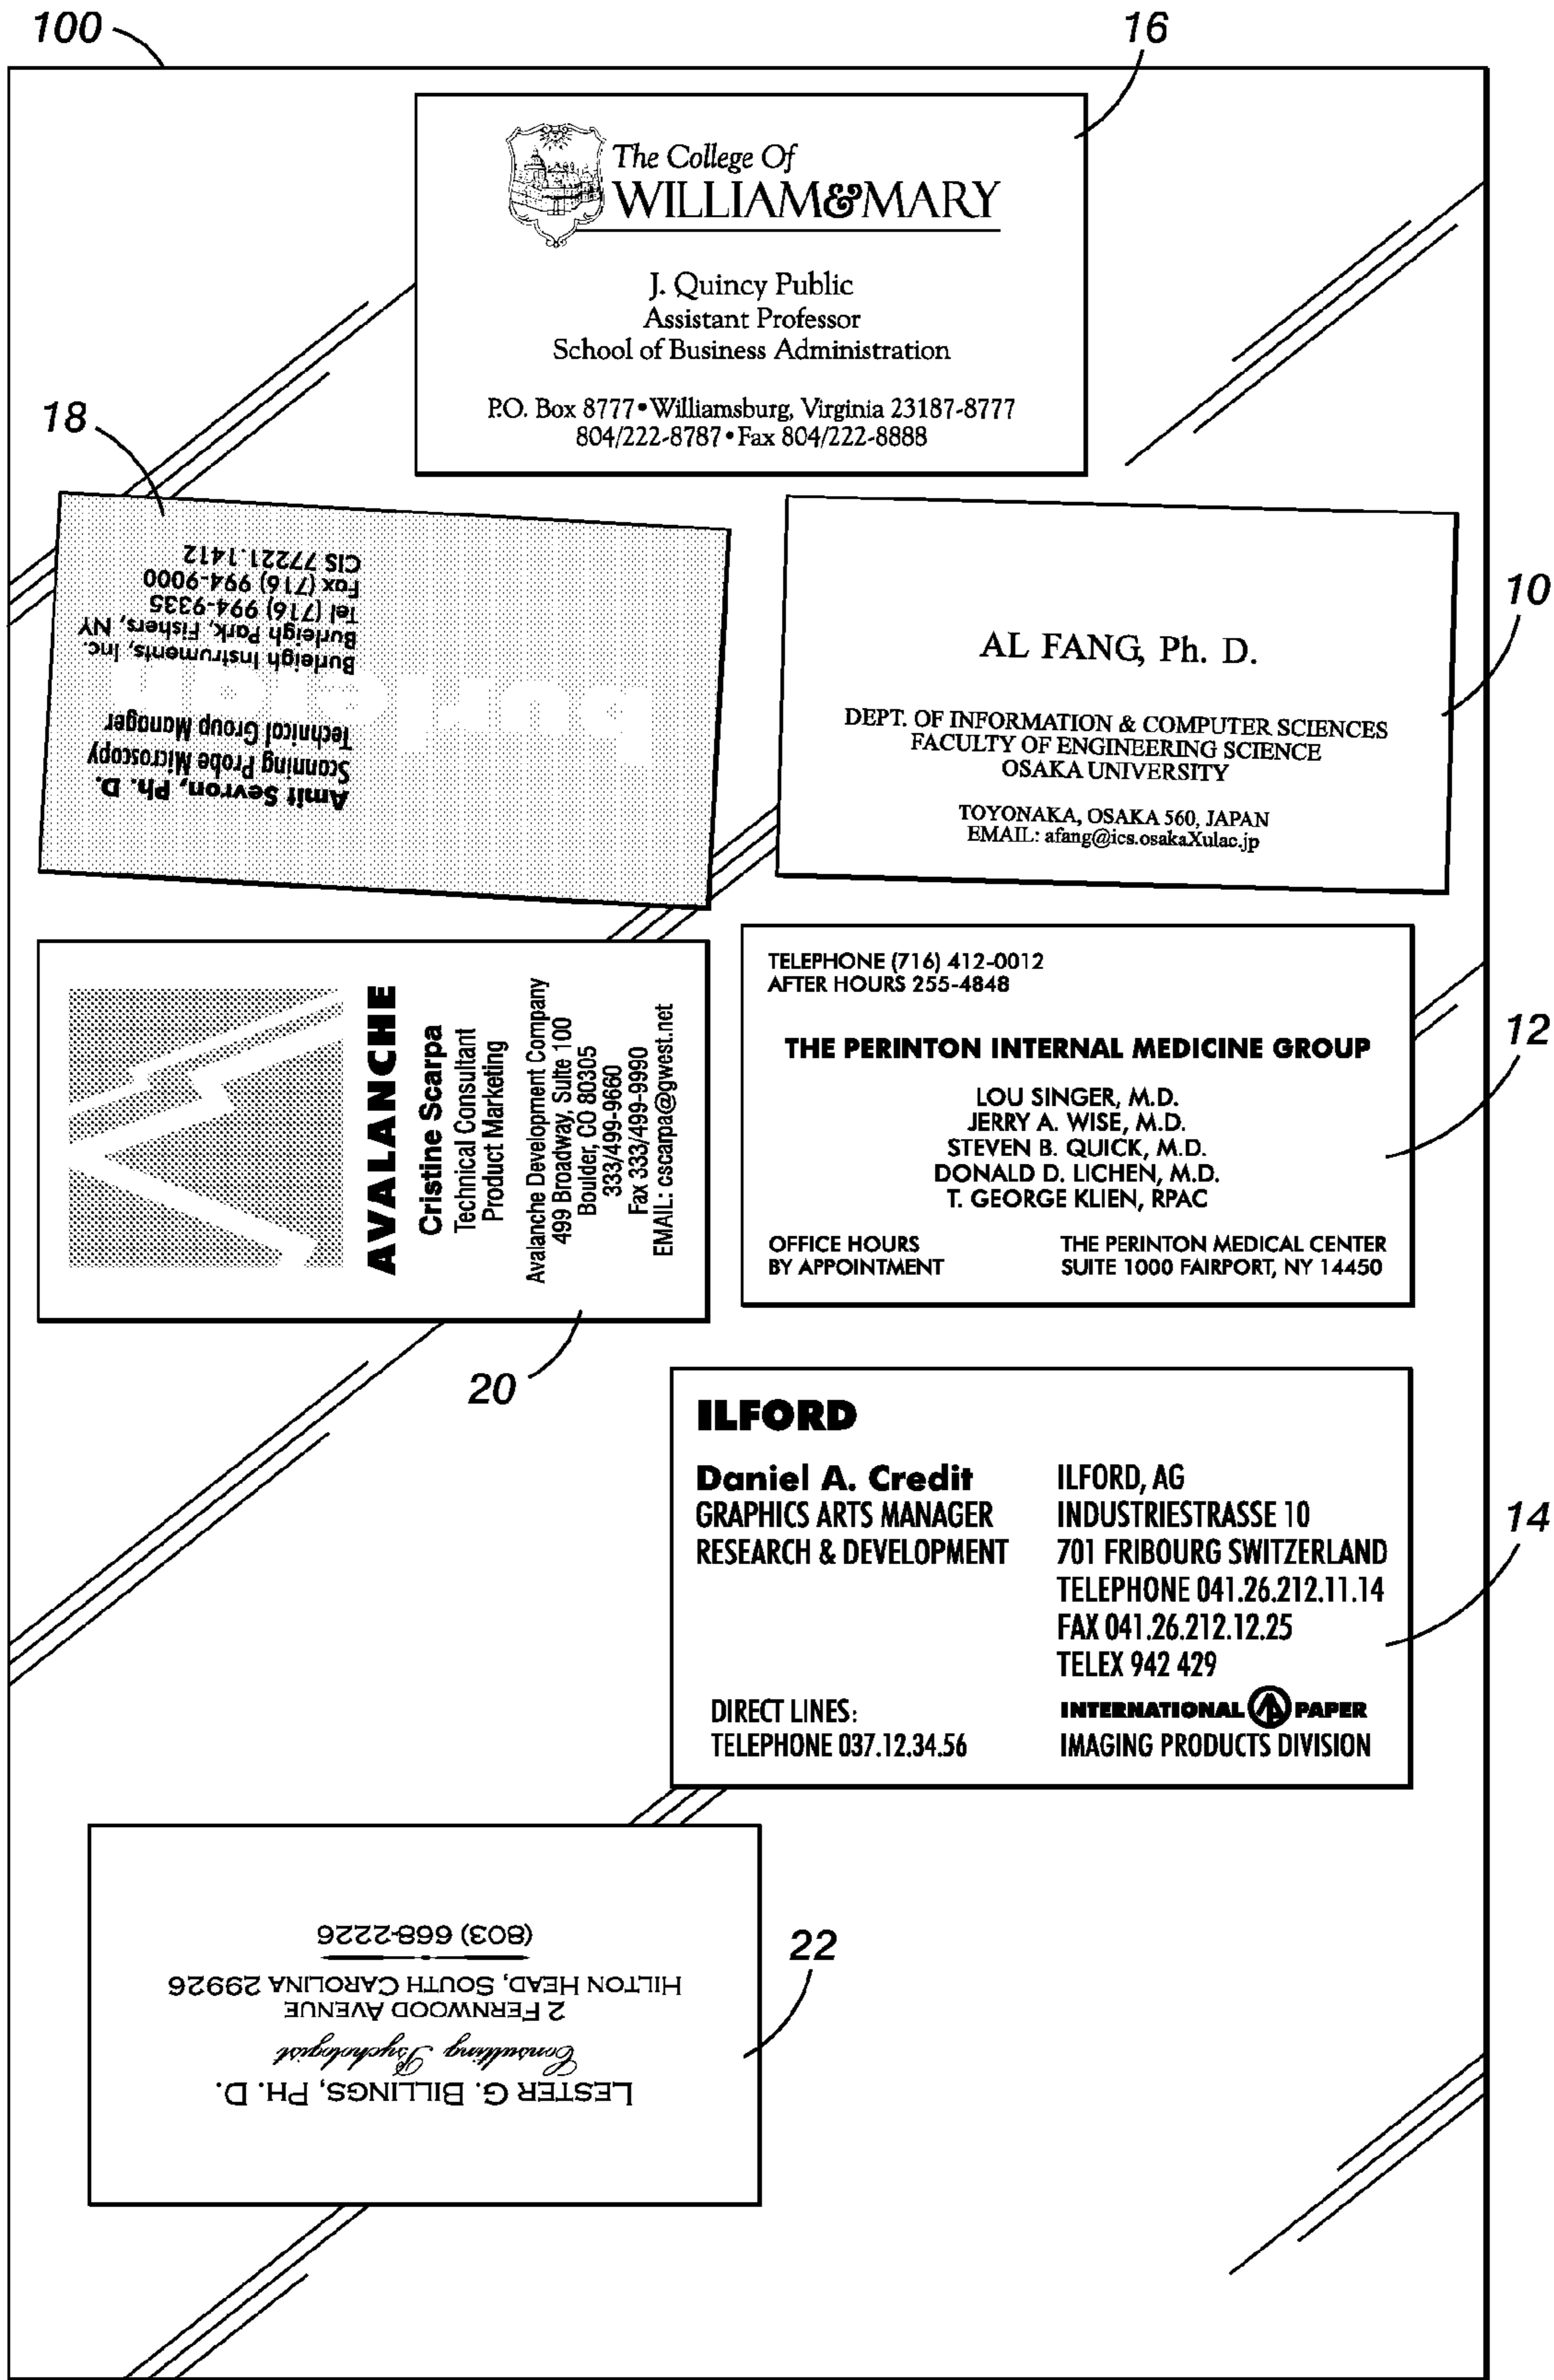 100
16
The College Of
WILLIAM&MARY
J. Quincy Public
Assistant Professor
School of Business Administration
P.O. Box 8777•Williamsburg, Virginia 23187-8777
804/222-8787•Fax 804/222-8888
18
Amit Sevron, Ph. D.
Scanning Probe Microscopy
Technical Group Manager
Burleigh Instruments, Inc.
Burleigh Park, Fishers, NY
Tel (716) 994-9335
Fax (716) 994-9000
CIS 77221.1412
10
AL FANG, Ph. D.
DEPT. OF INFORMATION & COMPUTER SCIENCES
FACULTY OF ENGINEERING SCIENCE
OSAKA UNIVERSITY
TOYONAKA, OSAKA 560, JAPAN
EMAIL: afang@ics.osakaXulac.jp
AVALANCHE
Cristine Scarpa
Technical Consultant
Product Marketing
Avalanche Development Company
499 Broadway, Suite 100
Boulder, CO 80305
333/499-9660
Fax 333/499-9990
EMAIL: cscarpa@gwest.net
20
TELEPHONE (716) 412-0012
AFTER HOURS 255-4848
THE PERINTON INTERNAL MEDICINE GROUP
LOU SINGER, M.D.
JERRY A. WISE, M.D.
STEVEN B. QUICK, M.D.
DONALD D. LICHEN, M.D.
T. GEORGE KLIEN, RPAC
OFFICE HOURS
BY APPOINTMENT
THE PERINTON MEDICAL CENTER
SUITE 1000 FAIRPORT, NY 14450
12
ILFORD
Daniel A. Credit
GRAPHICS ARTS MANAGER
RESEARCH & DEVELOPMENT
ILFORD, AG
INDUSTRIESTRASSE 10
701 FRIBOURG SWITZERLAND
TELEPHONE 041.26.212.11.14
FAX 041.26.212.12.25
TELEX 942 429
DIRECT LINES:
TELEPHONE 037.12.34.56
INTERNATIONAL PAPER
IMAGING PRODUCTS DIVISION
14
LESTER G. BILLINGS, PH. D.
Consulting Psychologist
2 FERNWOOD AVENUE
HILTON HEAD, SOUTH CAROLINA 29926
(803) 668-2226
22